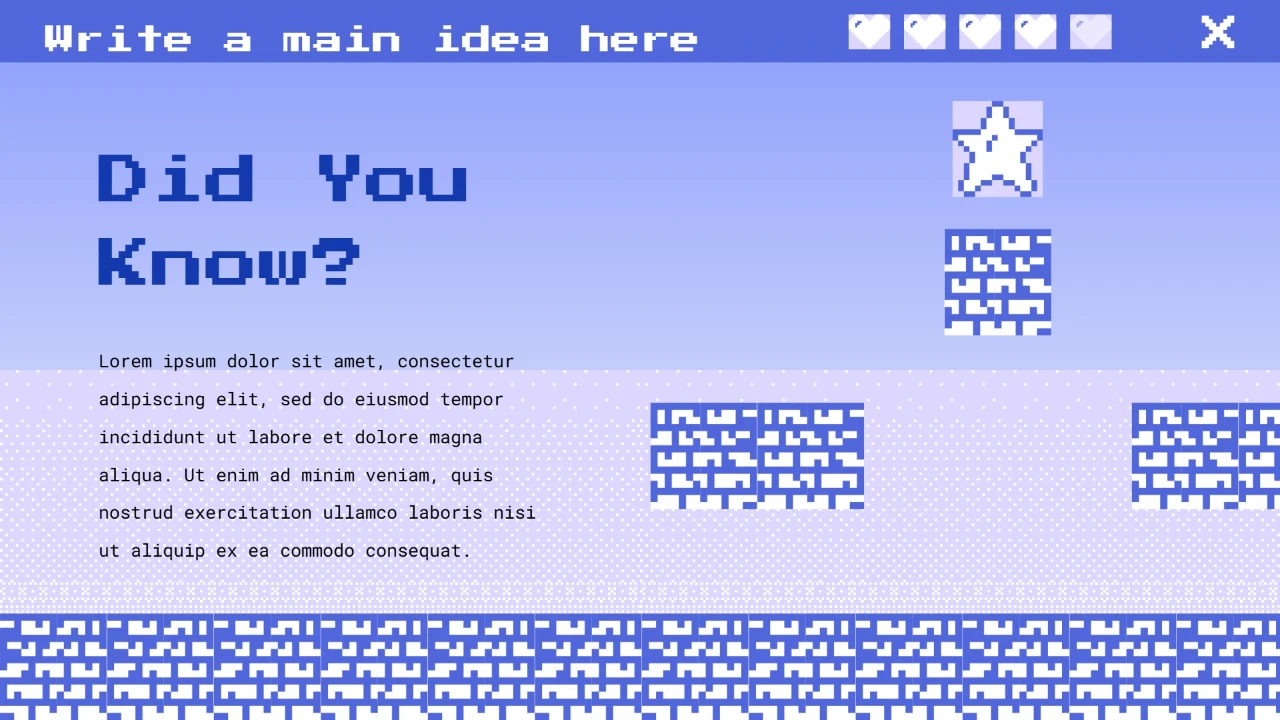 Write a main idea here
Did You
Know?
Lorem ipsum dolor sit amet, consectetur
adipiscing elit, sed do eiusmod tempor
incididunt ut labore et dolore magna
aliqua. Ut enim ad minim veniam, quis
nostrud exercitation ullamco laboris nisi
ut aliquip ex ea commodo consequat.